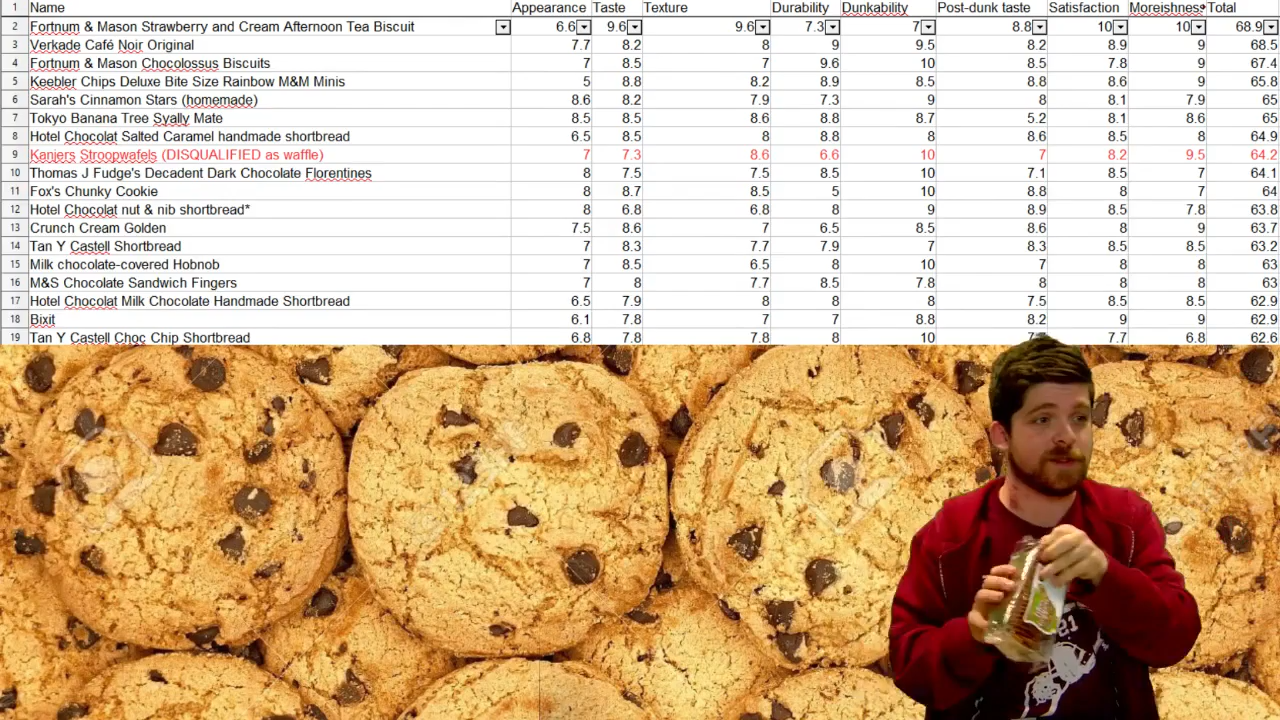 1 Name Appearance Taste Texture Durability Dunkability Post-dunk taste Satisfaction Moreishness Total
2 Fortnum & Mason Strawberry and Cream Afternoon Tea Biscuit 6.6 9.6 9.6 7.3 7 8.8 10 10 68.9
3 Verkade Café Noir Original 7.7 8.2 8 9 9.5 8.2 8.9 9 68.5
4 Fortnum & Mason Chocolossus Biscuits 7 8.5 7 9.6 10 8.5 7.8 9 67.4
5 Keebler Chips Deluxe Bite Size Rainbow M&M Minis 5 8.8 8.2 8.9 8.5 8.8 8.6 9 65.8
6 Sarah's Cinnamon Stars (homemade) 8.6 8.2 7.9 7.3 9 8 8.1 7.9 65
7 Tokyo Banana Tree Syally Mate 8.5 8.5 8.6 8.8 8.7 5.2 8.1 8.6 65
8 Hotel Chocolat Salted Caramel handmade shortbread 6.5 8.5 8 8.8 8 8.6 8.5 8 64.9
9 Kanjers Stroopwafels (DISQUALIFIED as waffle) 7 7.3 8.6 6.6 10 7 8.2 9.5 64.2
10 Thomas J Fudge's Decadent Dark Chocolate Florentines 8 7.5 7.5 8.5 10 7.1 8.5 7 64.1
11 Fox's Chunky Cookie 8 8.7 8.5 5 10 8.8 8 7 64
12 Hotel Chocolat nut & nib shortbread* 8 6.8 6.8 8 9 8.9 8.5 7.8 63.8
13 Crunch Cream Golden 7.5 8.6 7 6.5 8.5 8.6 8 9 63.7
14 Tan Y Castell Shortbread 7 8.3 7.7 7.9 7 8.3 8.5 8.5 63.2
15 Milk chocolate-covered Hobnob 7 8.5 6.5 8 10 7 8 8 63
16 M&S Chocolate Sandwich Fingers 7 8 7.7 8.5 7.8 8 8 8 63
17 Hotel Chocolat Milk Chocolate Handmade Shortbread 6.5 7.9 8 8 8 7.5 8.5 8.5 62.9
18 Bixit 6.1 7.8 7 7 8.8 8.2 9 9 62.9
19 Tan Y Castell Choc Chip Shortbread 6.8 7.8 7.8 8 10 7.7 6.8 62.6
21